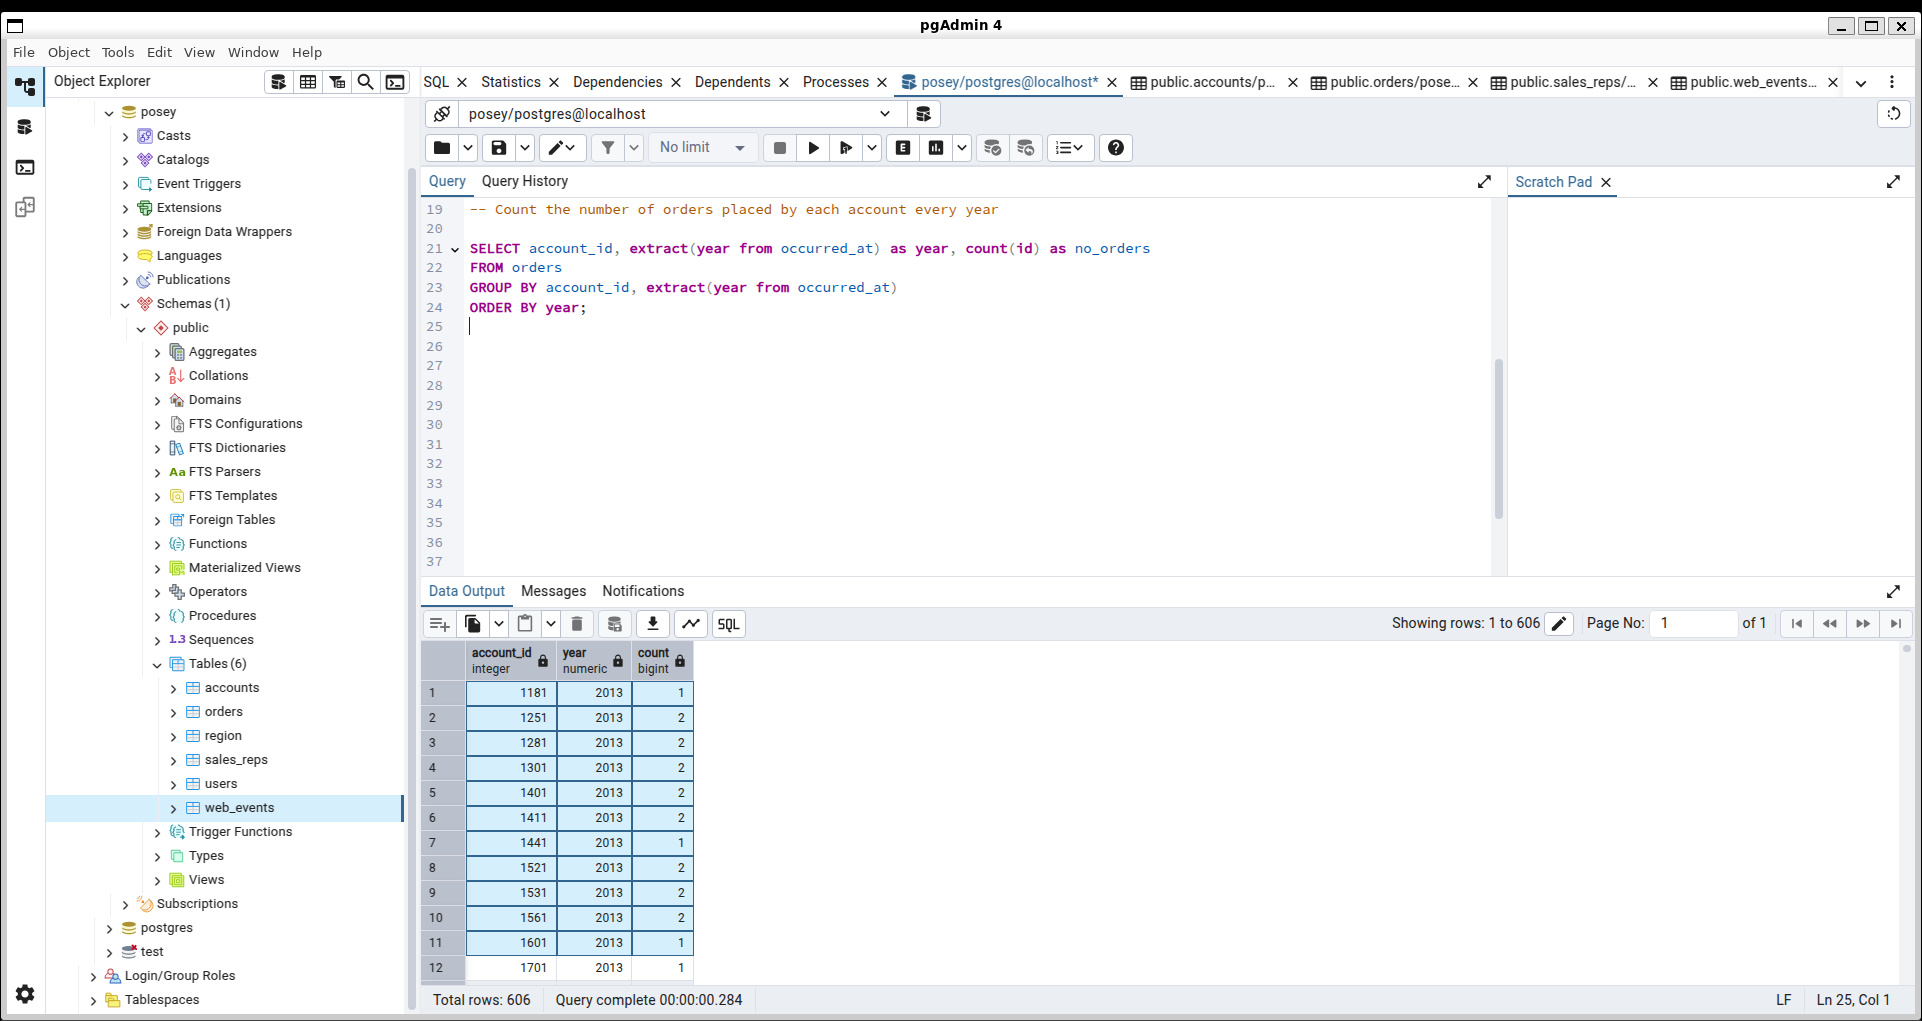 pgAdmin 4
File Object Tools Edit View Window Help
Object Explorer
SQL Statistics Dependencies Dependents Processes posey/postgres@localhost* public.accounts/p... public.orders/pose... public.sales_reps/... public.web_events...
posey/postgres@localhost
No limit
posey
Casts
Catalogs
Event Triggers
Extensions
Foreign Data Wrappers
Languages
Publications
Schemas (1)
public
Aggregates
Collations
Domains
FTS Configurations
FTS Dictionaries
Aa FTS Parsers
FTS Templates
Foreign Tables
Functions
Materialized Views
Operators
Procedures
1.3 Sequences
Tables (6)
accounts
orders
region
sales_reps
users
web_events
Trigger Functions
Types
Views
Subscriptions
postgres
test
Login/Group Roles
Tablespaces
Query Query History
Scratch Pad
19 -- Count the number of orders placed by each account every year
20
21 SELECT account_id, extract(year from occurred_at) as year, count(id) as no_orders
22 FROM orders
23 GROUP BY account_id, extract(year from occurred_at)
24 ORDER BY year;
25
26
27
28
29
30
31
32
33
34
35
36
37
Data Output Messages Notifications
SQL
Showing rows: 1 to 606 Page No: 1 of 1
account_id year count
integer numeric bigint
1 1181 2013 1
2 1251 2013 2
3 1281 2013 2
4 1301 2013 2
5 1401 2013 2
6 1411 2013 2
7 1441 2013 1
8 1521 2013 2
9 1531 2013 2
10 1561 2013 2
11 1601 2013 1
12 1701 2013 1
Total rows: 606 Query complete 00:00:00.284 LF Ln 25, Col 1